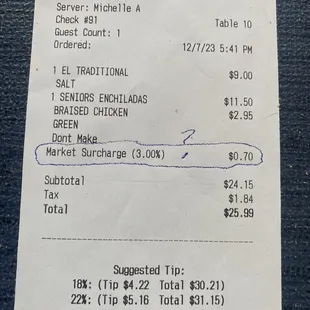 Server: Michelle A
Check #91 Table 10
Guest Count: 1
Ordered: 12/7/23 5:41 PM
1 EL TRADITIONAL $9.00
SALT
1 SENIORS ENCHILADAS $11.50
BRAISED CHICKEN $2.95
GREEN
Dont Make
?
Market Surcharge (3.00%) $0.70
Subtotal $24.15
Tax $1.84
Total $25.99
Suggested Tip:
18%: (Tip $4.22 Total $30.21)
22%: (Tip $5.16 Total $31.15)